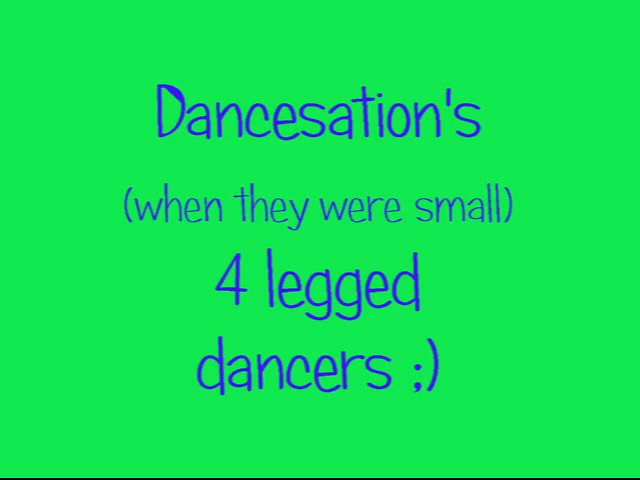 Dancesation's
(when they were small)
4 legged
dancers ;)